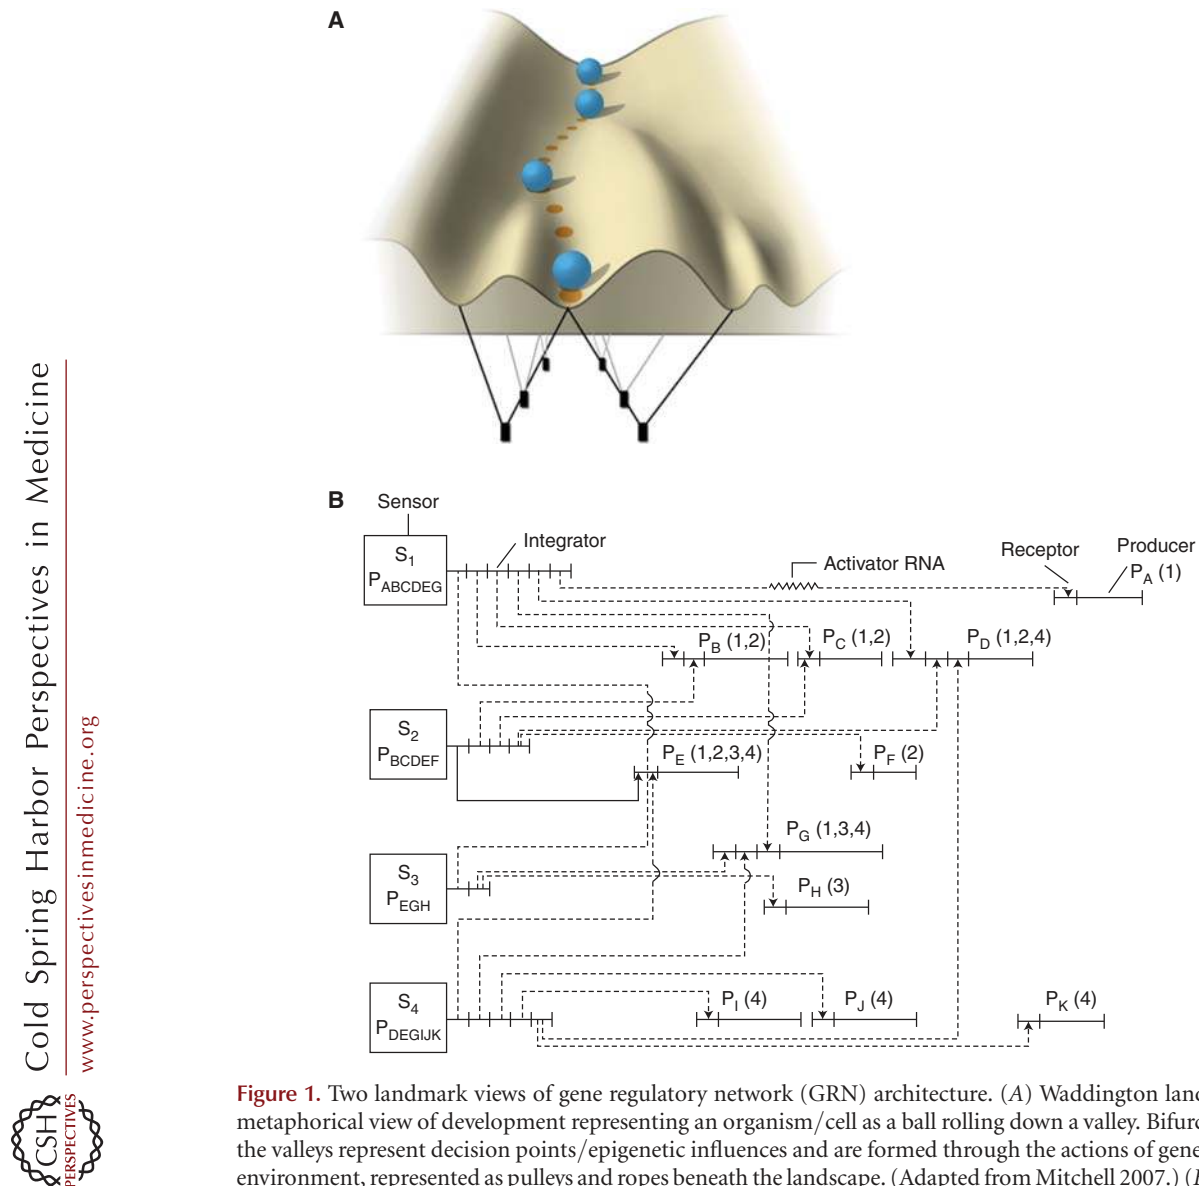 Cold Spring Harbor Perspectives in Medicine
www.perspectivesinmedicine.org
CSH
PERSPECTIVES
A
B
Sensor
S1
PABCDEG
Integrator
Activator RNA
Receptor
Producer
PA (1)
PB (1,2)
PC (1,2)
PD (1,2,4)
S2
PBCDEF
PE (1,2,3,4)
PF (2)
PG (1,3,4)
S3
PEGH
PH (3)
S4
PDEGIJK
PI (4)
PJ (4)
PK (4)
Figure 1. Two landmark views of gene regulatory network (GRN) architecture. (A) Waddington land
metaphorical view of development representing an organism/cell as a ball rolling down a valley. Bifurc
the valleys represent decision points/epigenetic influences and are formed through the actions of gene
environment, represented as pulleys and ropes beneath the landscape. (Adapted from Mitchell 2007.) (